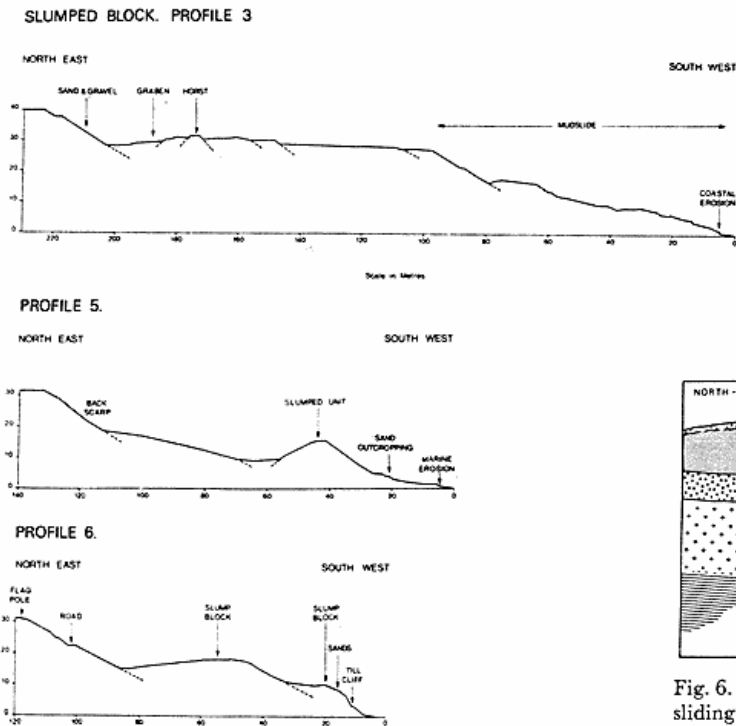 SLUMPED BLOCK. PROFILE 3
NORTH EAST
SOUTH WEST
SAND & GRAVEL GRABEN HORST
MUDSLIDE
COASTAL
EROSION
40
30
20
10
0
220 200 180 160 140 120 100 80 60 40 20 0
Scale in Metres
PROFILE 5.
NORTH EAST SOUTH WEST
BACK
SCARP
SLUMPED UNIT
SAND
OUTCROPPING
MARINE
EROSION
30
20
10
0
140 120 100 80 60 40 20 0
NORTH -
PROFILE 6.
NORTH EAST SOUTH WEST
FLAG
POLE
ROAD
SLUMP
BLOCK
SLUMP
BLOCK
SANDS
TILL
CLIFF
30
20
10
0
120 100 80 60 40 20 0
Fig. 6.
sliding